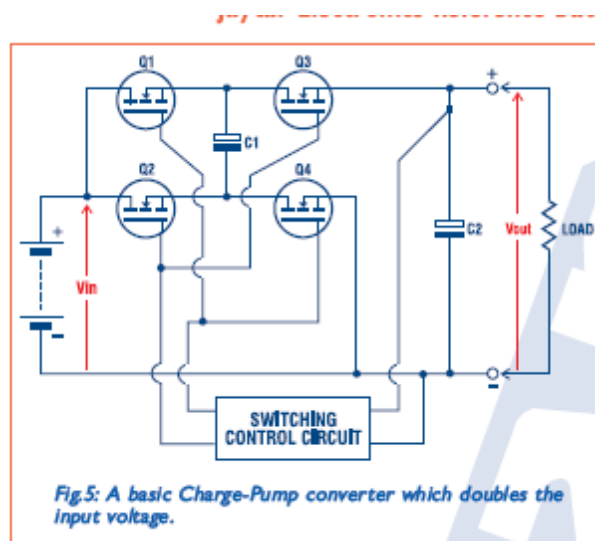 Q1
Q3
+
C1
Q2
Q4
+
Vin
C2
Vout
LOAD
SWITCHING
CONTROL CIRCUIT
Fig.5: A basic Charge-Pump converter which doubles the
input voltage.